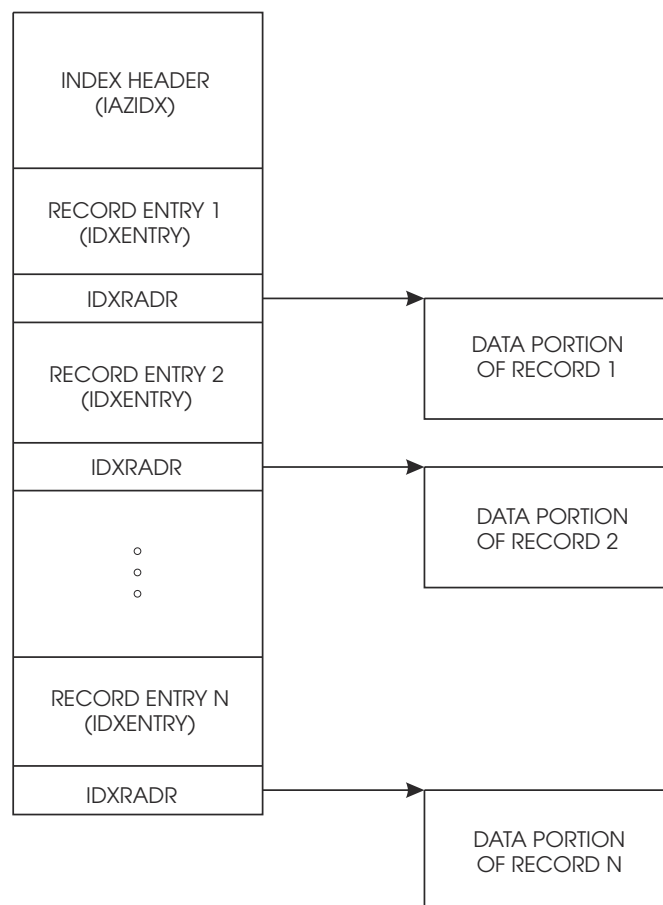 INDEX HEADER
(IAZIDX)
RECORD ENTRY 1
(IDXENTRY)
IDXRADR
DATA PORTION
OF RECORD 1
RECORD ENTRY 2
(IDXENTRY)
IDXRADR
DATA PORTION
OF RECORD 2
RECORD ENTRY N
(IDXENTRY)
IDXRADR
DATA PORTION
OF RECORD N